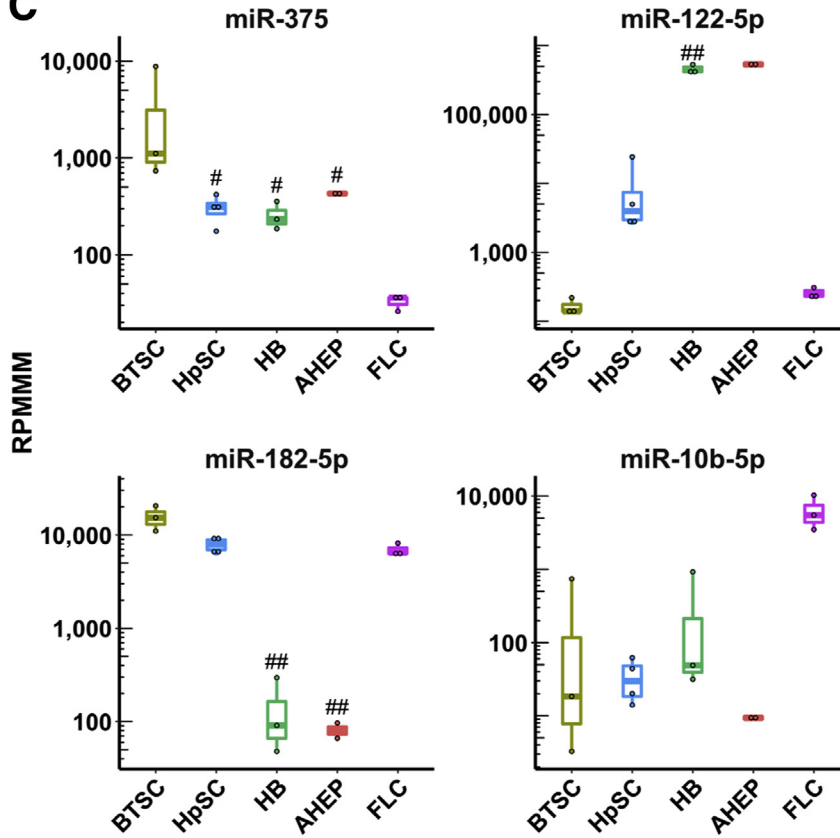 C
miR-375
10,000
1,000
100
#
#
#
BTSC
HpSC
HB
AHEP
FLC
miR-122-5p
100,000
1,000
##
BTSC
HpSC
HB
AHEP
FLC
RPMMM
miR-182-5p
10,000
1,000
100
##
##
BTSC
HpSC
HB
AHEP
FLC
miR-10b-5p
10,000
100
BTSC
HpSC
HB
AHEP
FLC